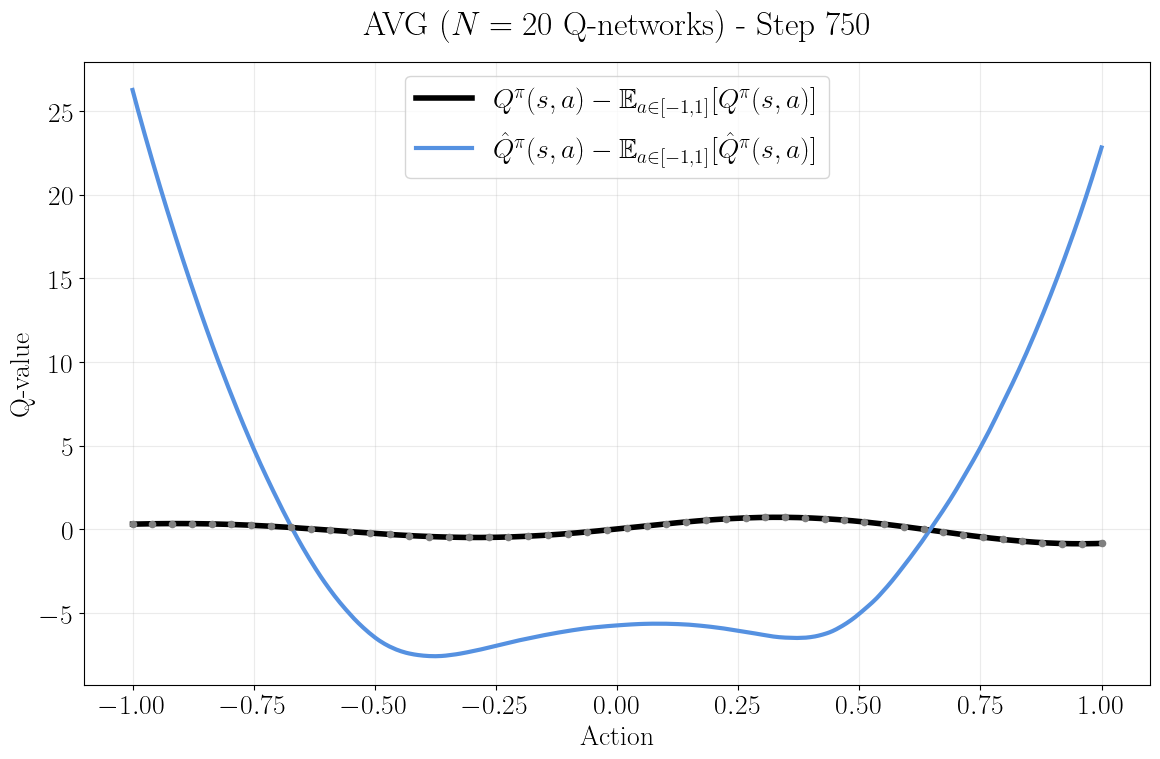 AVG (N = 20 Q-networks) - Step 750
Q^π(s, a) − 𝔼_{a∈[−1,1]}[Q^π(s, a)]
Q̂^π(s, a) − 𝔼_{a∈[−1,1]}[Q̂^π(s, a)]
Q-value
25
20
15
10
5
0
−5
−1.00 −0.75 −0.50 −0.25 0.00 0.25 0.50 0.75 1.00
Action